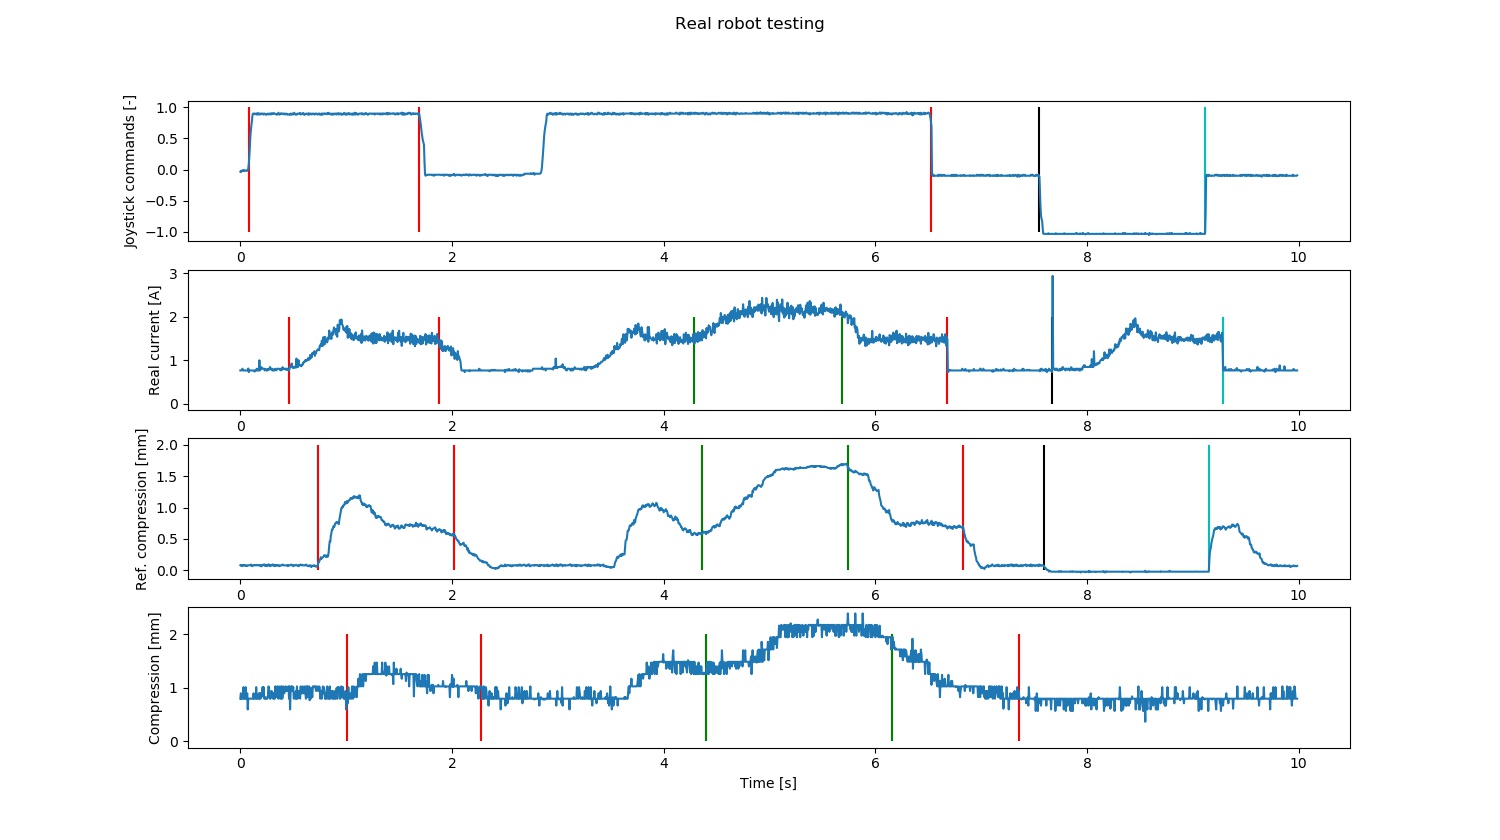 Real robot testing
Joystick commands [-]
1.0
0.5
0.0
−0.5
−1.0
0 2 4 6 8 10
Real current [A]
3
2
1
0
0 2 4 6 8 10
Ref. compression [mm]
2.0
1.5
1.0
0.5
0.0
0 2 4 6 8 10
Compression [mm]
2
1
0
0 2 4 6 8 10
Time [s]